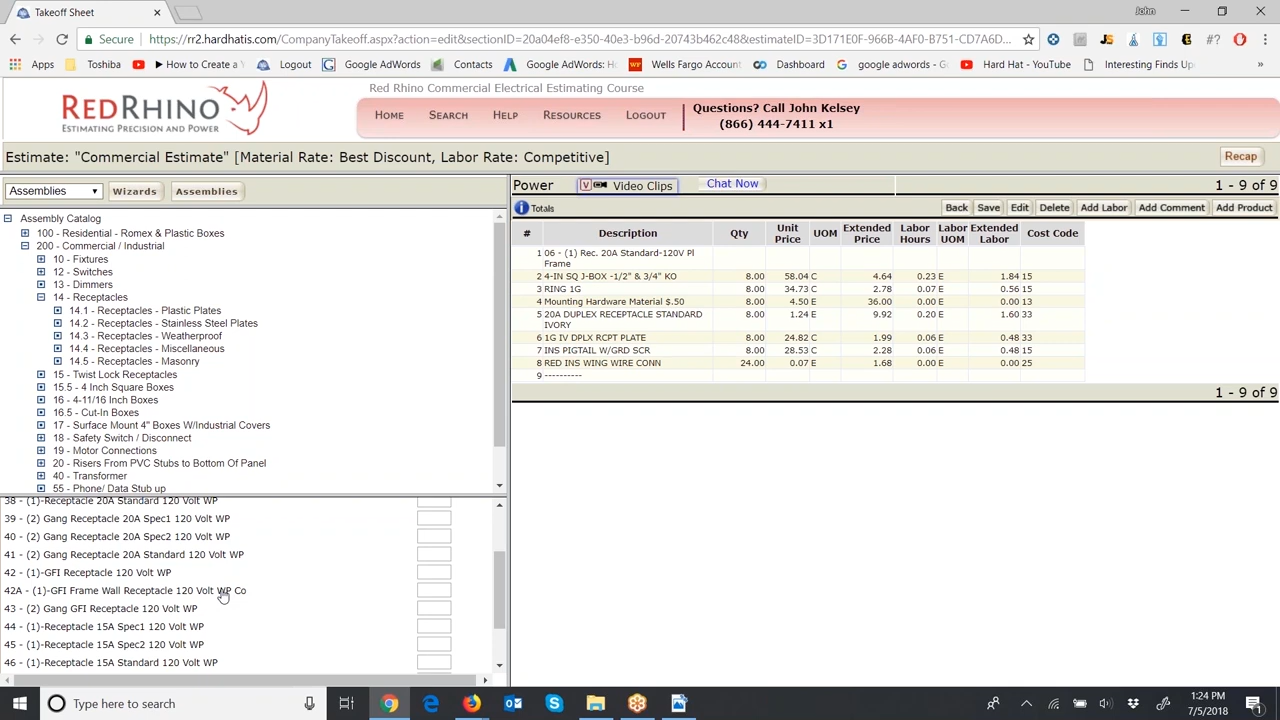 Takeoff Sheet
John
Secure
https://rr2.hardhatis.com/CompanyTakeoff.aspx?action=edit&sectionID=20a04ef8-e350-40e3-b96d-20743b462c48&estimateID=3D171E0F-966B-4AF0-B751-CD7A6D...
Apps
Toshiba
How to Create a Y
Logout
Google AdWords
Contacts
Google AdWords: Ho
Wells Fargo Account
Dashboard
google adwords - Go
Hard Hat - YouTube
Interesting Finds Up
»
RED RHINO
ESTIMATING PRECISION AND POWER
Red Rhino Commercial Electrical Estimating Course
HOME SEARCH HELP RESOURCES LOGOUT
Questions? Call John Kelsey
(866) 444-7411 x1
Estimate: "Commercial Estimate" [Material Rate: Best Discount, Labor Rate: Competitive]
Recap
Assemblies
Wizards
Assemblies
Assembly Catalog
100 - Residential - Romex & Plastic Boxes
200 - Commercial / Industrial
10 - Fixtures
12 - Switches
13 - Dimmers
14 - Receptacles
14.1 - Receptacles - Plastic Plates
14.2 - Receptacles - Stainless Steel Plates
14.3 - Receptacles - Weatherproof
14.4 - Receptacles - Miscellaneous
14.5 - Receptacles - Masonry
15 - Twist Lock Receptacles
15.5 - 4 Inch Square Boxes
16 - 4-11/16 Inch Boxes
16.5 - Cut-In Boxes
17 - Surface Mount 4" Boxes W/Industrial Covers
18 - Safety Switch / Disconnect
19 - Motor Connections
20 - Risers From PVC Stubs to Bottom Of Panel
40 - Transformer
55 - Phone/ Data Stub up
38 - (1)-Receptacle 20A Standard 120 Volt WP
39 - (2) Gang Receptacle 20A Spec1 120 Volt WP
40 - (2) Gang Receptacle 20A Spec2 120 Volt WP
41 - (2) Gang Receptacle 20A Standard 120 Volt WP
42 - (1)-GFI Receptacle 120 Volt WP
42A - (1)-GFI Frame Wall Receptacle 120 Volt WP Co
43 - (2) Gang GFI Receptacle 120 Volt WP
44 - (1)-Receptacle 15A Spec1 120 Volt WP
45 - (1)-Receptacle 15A Spec2 120 Volt WP
46 - (1)-Receptacle 15A Standard 120 Volt WP
Power
V Video Clips
Chat Now
1 - 9 of 9
Totals
Back Save Edit Delete Add Labor Add Comment Add Product
# Description Qty Unit Price UOM Extended Price Labor Hours Labor UOM Extended Labor Cost Code
1 06 - (1) Rec. 20A Standard-120V Pl
Frame
2 4-IN SQ J-BOX -1/2" & 3/4" KO 8.00 58.04 C 4.64 0.23 E 1.84 15
3 RING 1G 8.00 34.73 C 2.78 0.07 E 0.56 15
4 Mounting Hardware Material $.50 8.00 4.50 E 36.00 0.00 E 0.00 13
5 20A DUPLEX RECEPTACLE STANDARD 8.00 1.24 E 9.92 0.20 E 1.60 33
IVORY
6 1G IV DPLX RCPT PLATE 8.00 24.82 C 1.99 0.06 E 0.48 33
7 INS PIGTAIL W/GRD SCR 8.00 28.53 C 2.28 0.06 E 0.48 15
8 RED INS WING WIRE CONN 24.00 0.07 E 1.68 0.00 E 0.00 25
9 ----------
1 - 9 of 9
Type here to search
1:24 PM
7/5/2018